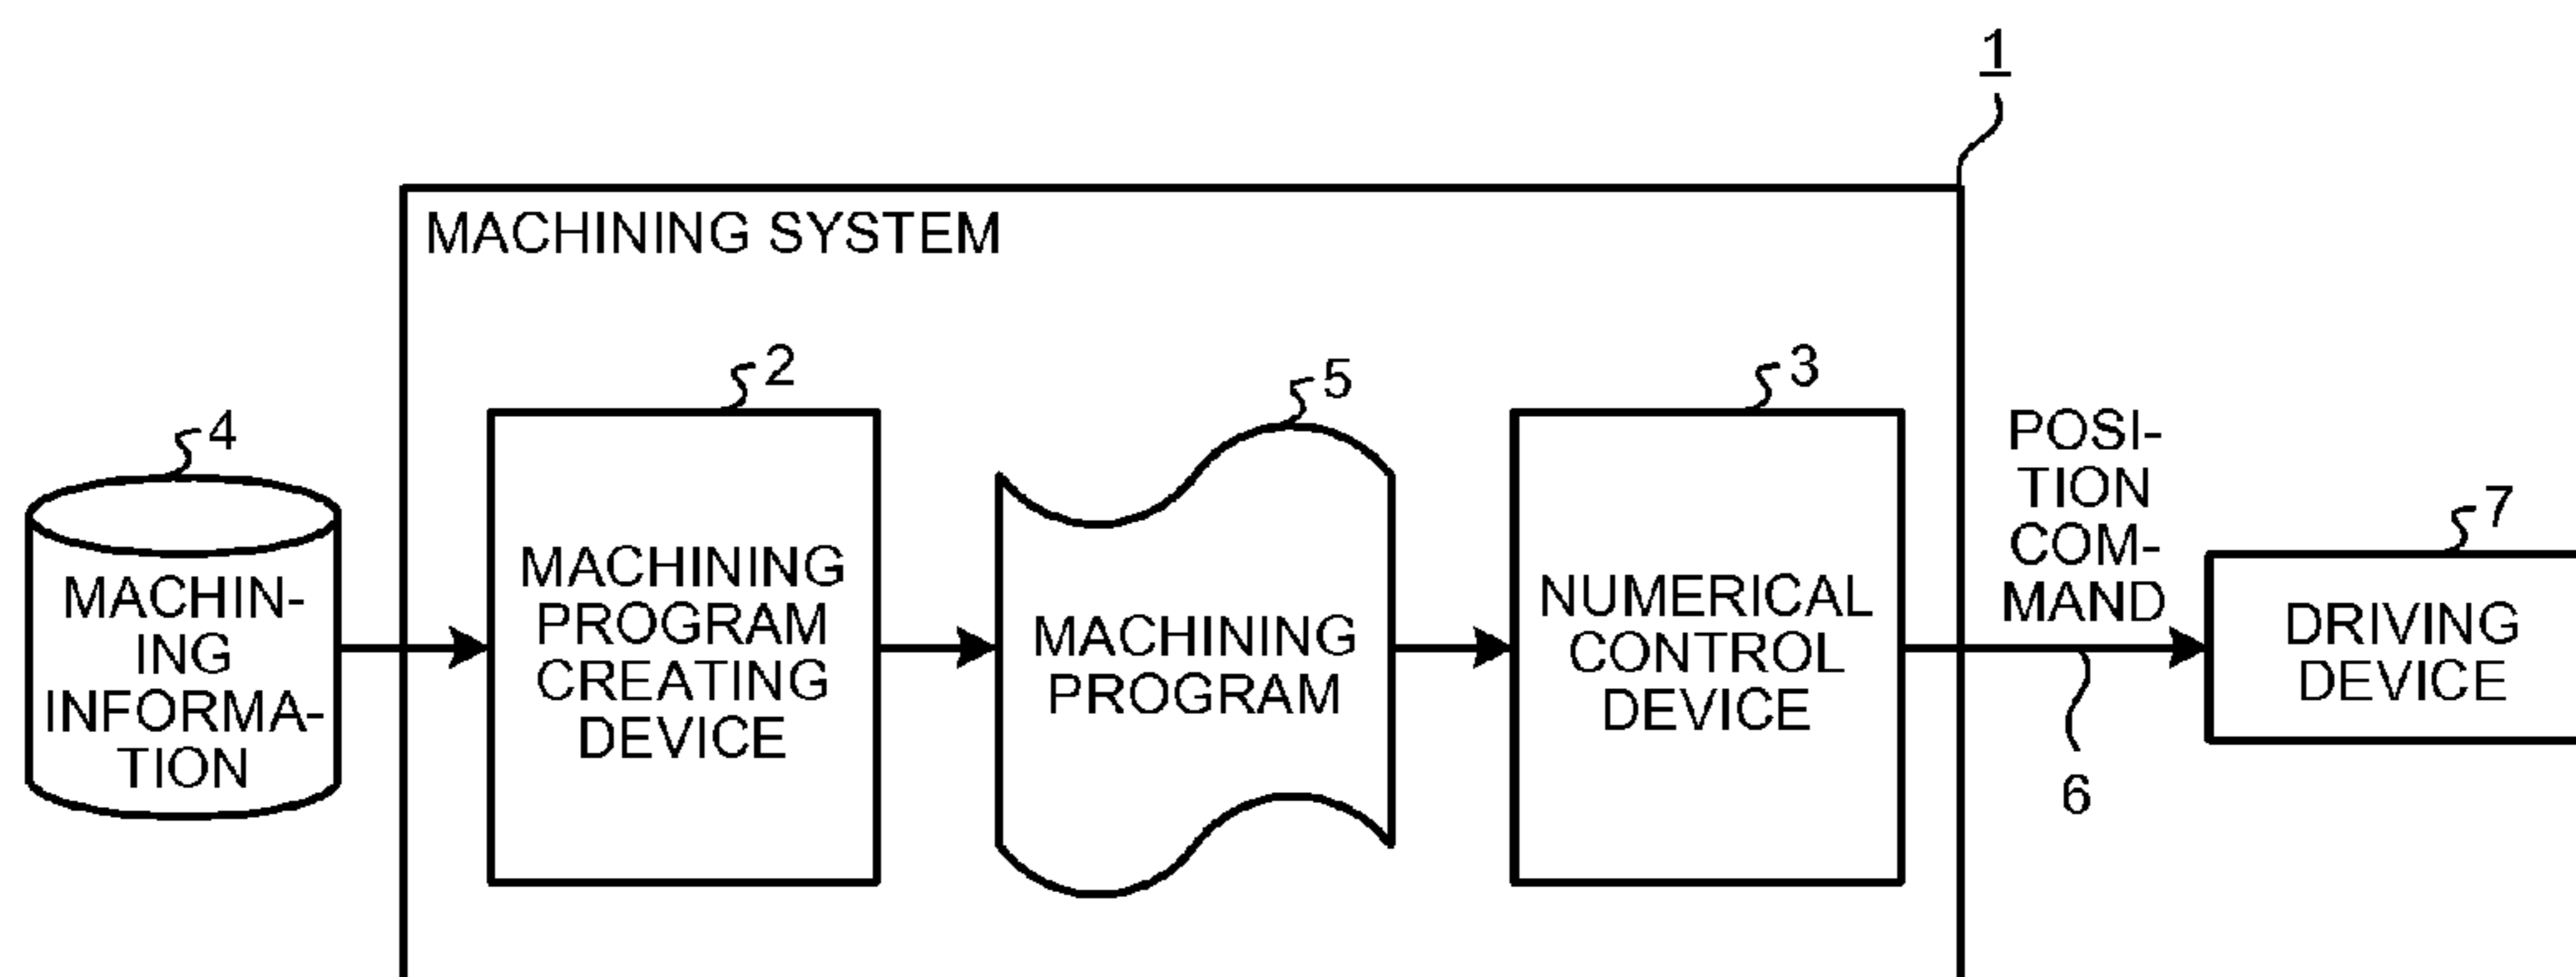 1
MACHINING SYSTEM
4
MACHIN-
ING
INFORMA-
TION
2
MACHINING
PROGRAM
CREATING
DEVICE
5
MACHINING
PROGRAM
3
NUMERICAL
CONTROL
DEVICE
POSI-
TION
COM-
MAND
6
7
DRIVING
DEVICE